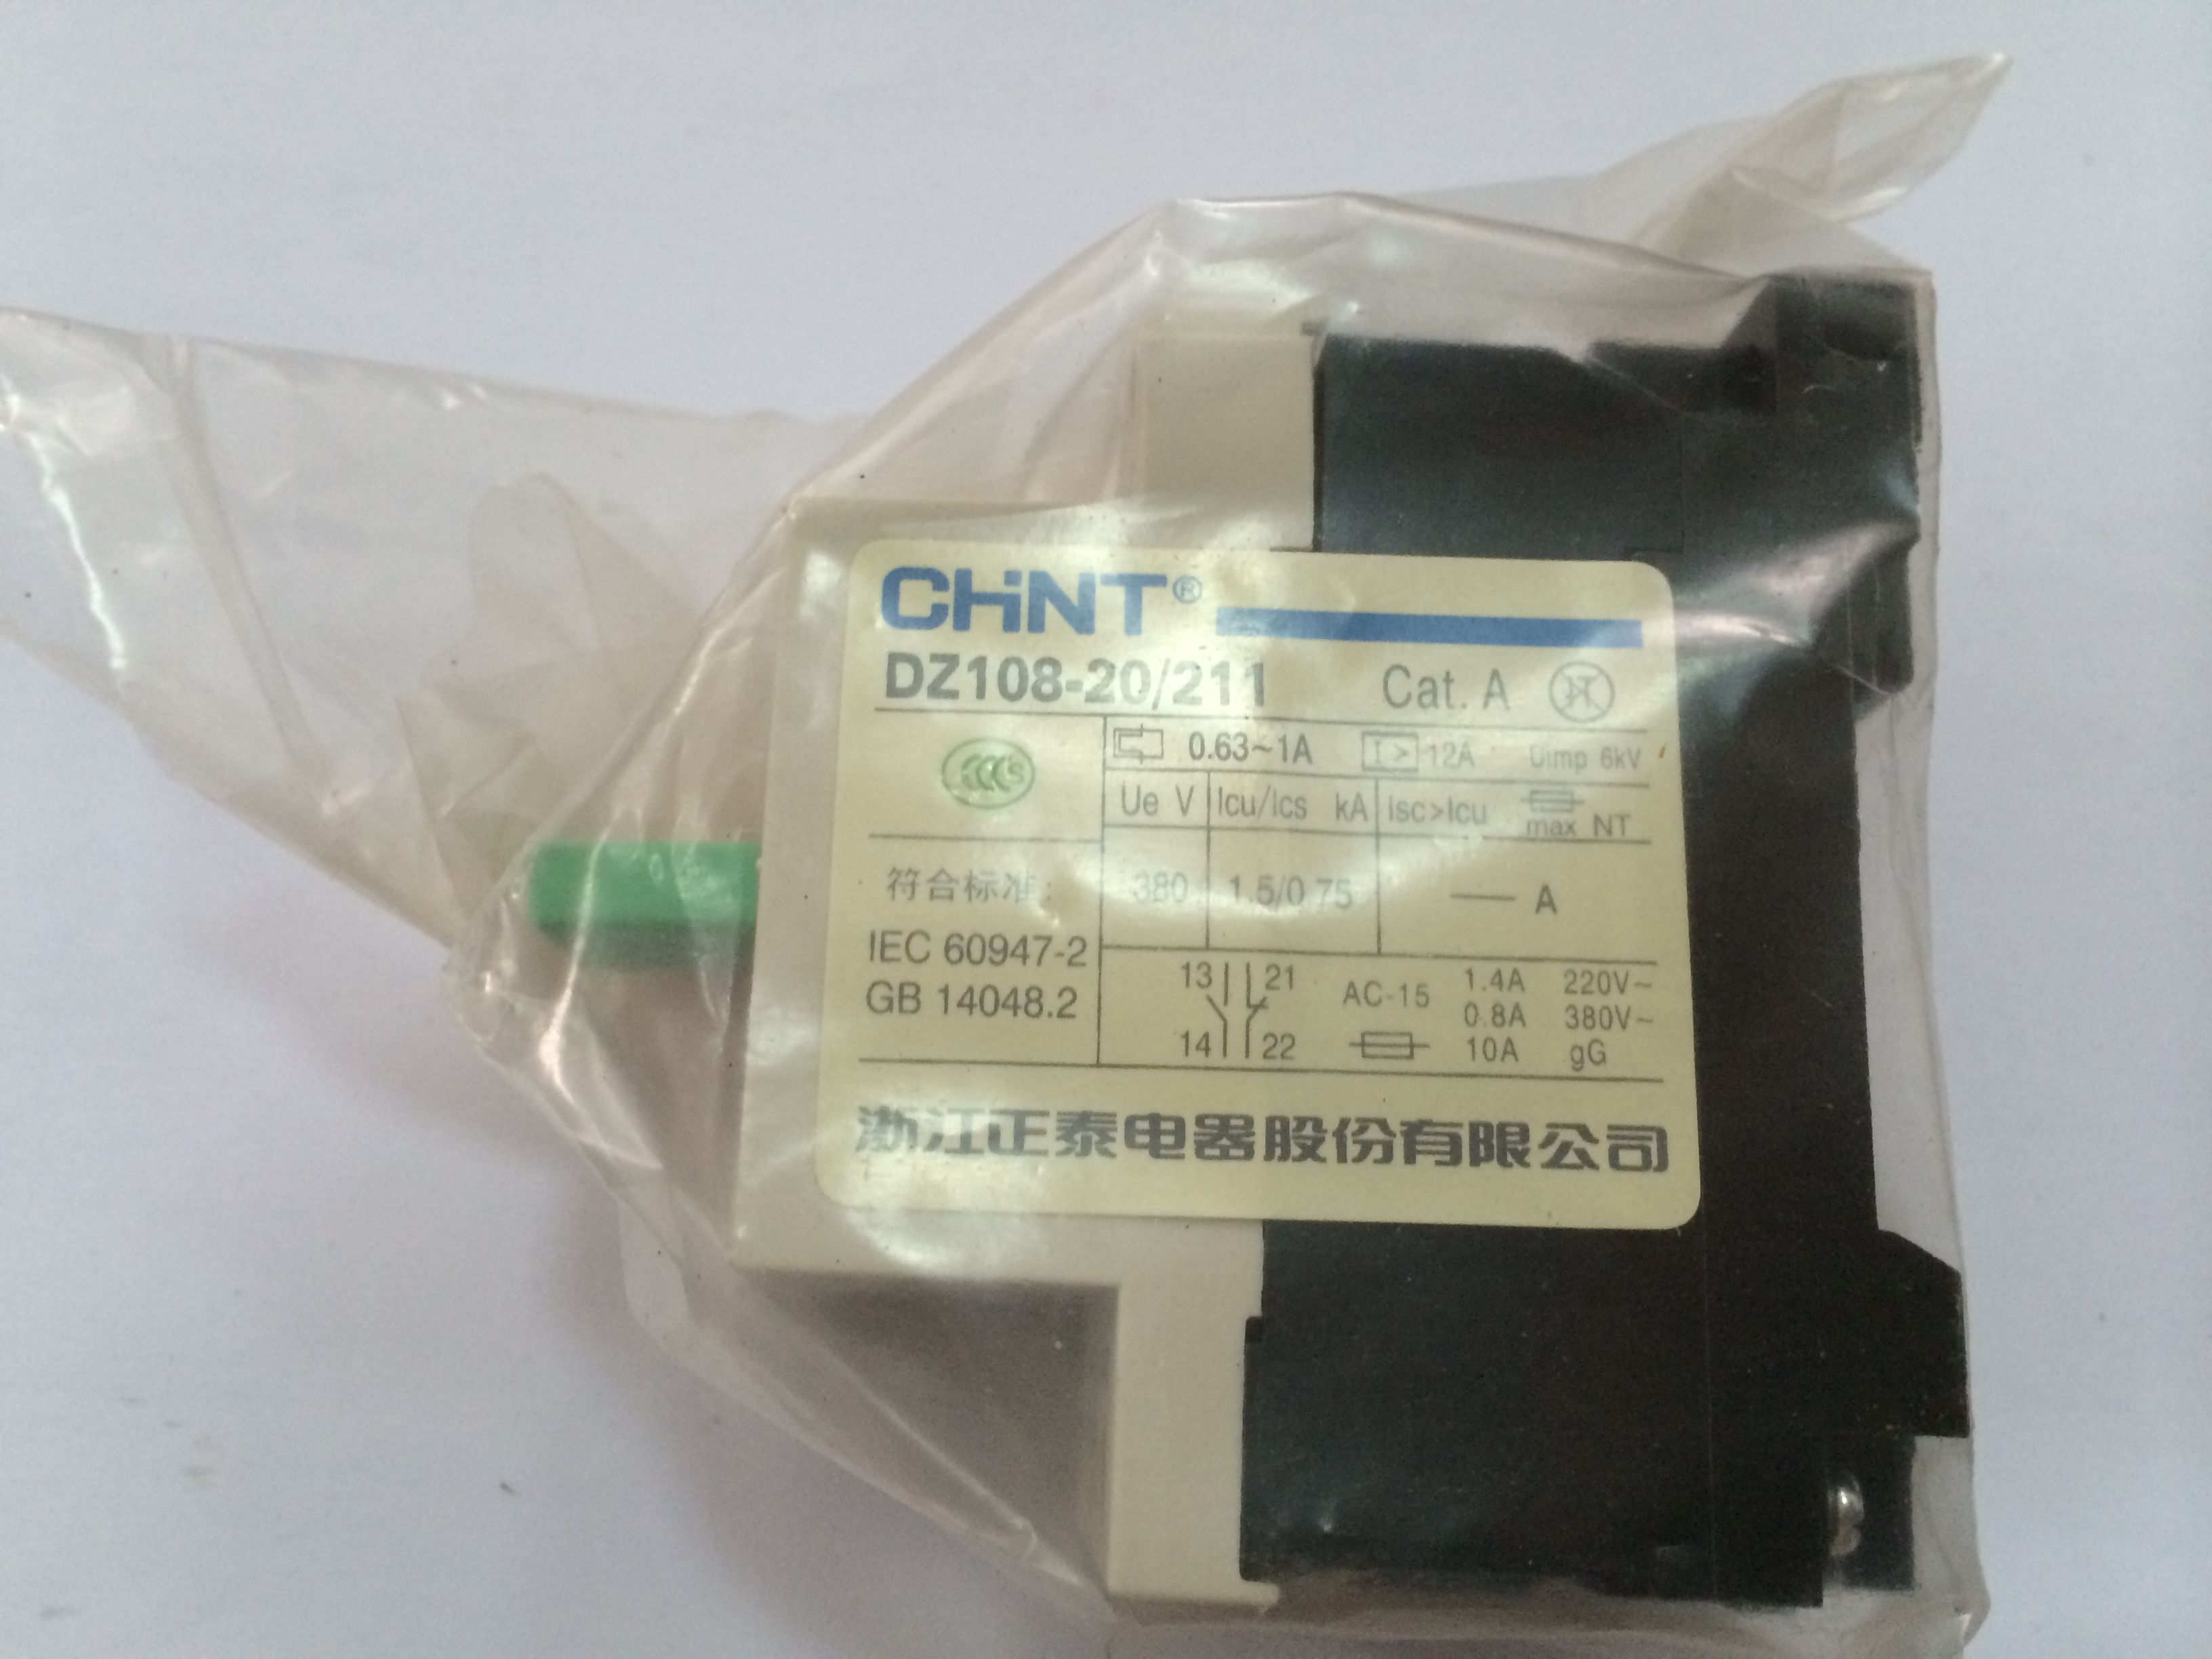 CHiNT®
DZ108-20/211 Cat. A
0.63~1A I> 12A Uimp 6kV
CCC S
Ue V Icu/Ics kA Isc>Icu max NT
符合标准: 380 1.5/0.75 — A
IEC 60947-2
GB 14048.2
13 21 AC-15 1.4A 220V~
0.8A 380V~
14 22 10A gG
浙江正泰电器股份有限公司